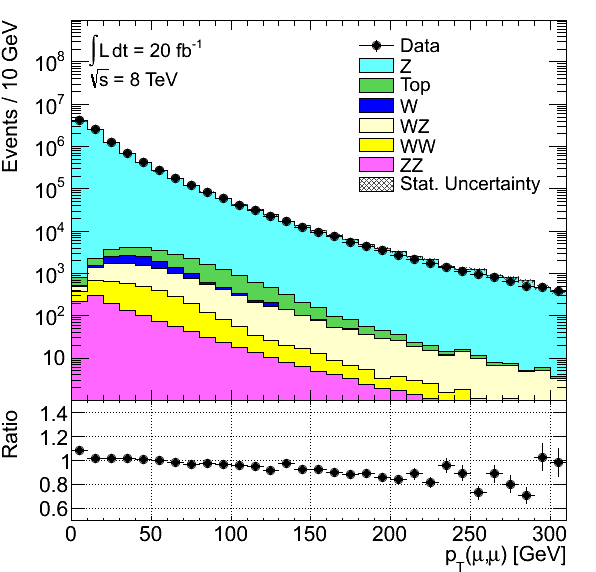 Events / 10 GeV
∫L dt = 20 fb⁻¹
√s = 8 TeV
Data
Z
Top
W
WZ
WW
ZZ
Stat. Uncertainty
10⁸
10⁷
10⁶
10⁵
10⁴
10³
10²
10
Ratio
1.4
1.2
1
0.8
0.6
0 50 100 150 200 250 300
p_T(μ,μ) [GeV]